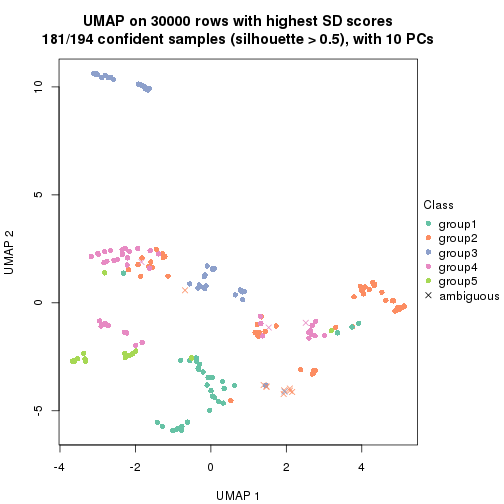 UMAP on 30000 rows with highest SD scores
181/194 confident samples (silhouette > 0.5), with 10 PCs
10
5
0
-5
UMAP 2
-4
-2
0
2
4
UMAP 1
Class
group1
group2
group3
group4
group5
ambiguous